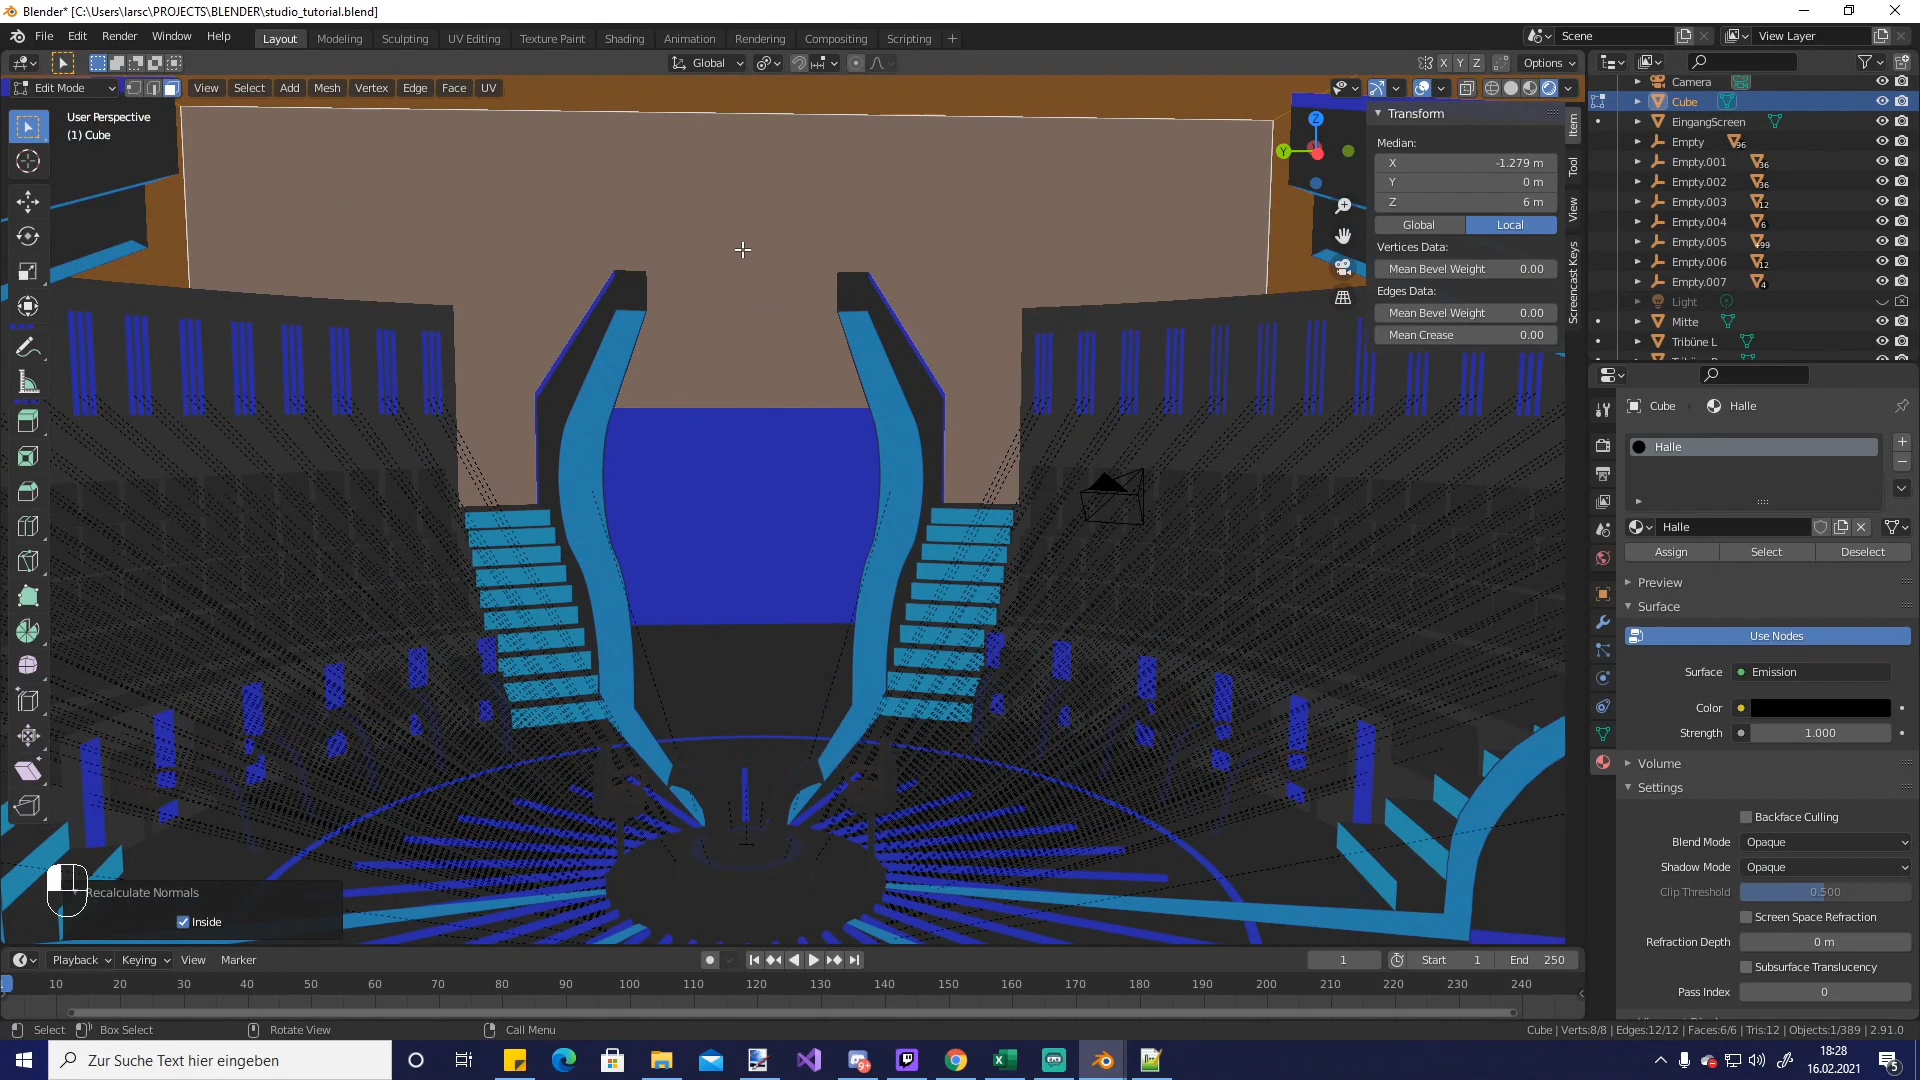 Blender* [C:\Users\larsc\PROJECTS\BLENDER\studio_tutorial.blend]
File Edit Render Window Help Layout Modeling Sculpting UV Editing Texture Paint Shading Animation Rendering Compositing Scripting + Scene View Layer
Global X Y Z Options
Edit Mode View Select Add Mesh Vertex Edge Face UV
User Perspective
(1) Cube
Transform
Median:
X -1.279 m
Y 0 m
Z 6 m
Global Local
Vertices Data:
Mean Bevel Weight 0.00
Edges Data:
Mean Bevel Weight 0.00
Mean Crease 0.00
Item
Tool
View
Screencast Keys
Z
Y
Camera
Cube
EingangScreen
Empty 96
Empty.001 36
Empty.002 36
Empty.003 12
Empty.004 6
Empty.005 99
Empty.006 12
Empty.007 4
Light
Mitte
Tribüne L
Cube Halle
Halle
Halle
Assign Select Deselect
Preview
Surface
Use Nodes
Surface Emission
Color
Strength 1.000
Volume
Settings
Backface Culling
Blend Mode Opaque
Shadow Mode Opaque
Clip Threshold 0.500
Screen Space Refraction
Refraction Depth 0 m
Subsurface Translucency
Pass Index 0
Recalculate Normals
Inside
Playback Keying View Marker 1 Start 1 End 250
10 20 30 40 50 60 70 80 90 100 110 120 130 140 150 160 170 180 190 200 210 220 230 240
Select Box Select Rotate View Call Menu Cube | Verts:8/8 | Edges:12/12 | Faces:6/6 | Tris:12 | Objects:1/389 | 2.91.0
Zur Suche Text hier eingeben
18:28
16.02.2021
5